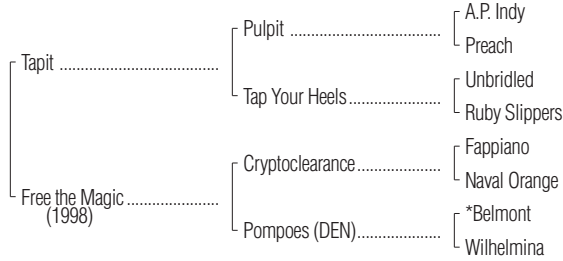 A.P. Indy
Pulpit ......................
Preach
Tapit ......................................
Unbridled
Tap Your Heels......................
Ruby Slippers
Fappiano
Cryptoclearance....................
Naval Orange
Free the Magic......................
(1998)
*Belmont
Pompoes (DEN)....................
Wilhelmina